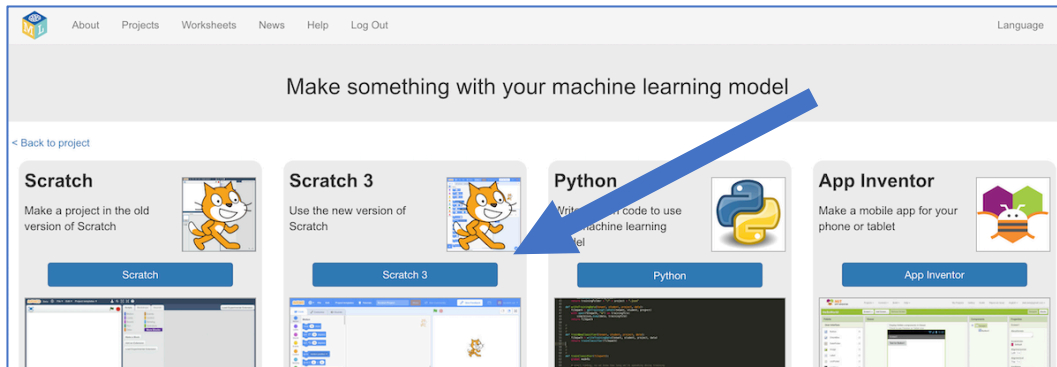 About Projects Worksheets News Help Log Out Language
Make something with your machine learning model
< Back to project
Scratch
Make a project in the old
version of Scratch
Scratch
Scratch 3
Use the new version of
Scratch
Scratch 3
Python
code to use
machine learning
Python
App Inventor
Make a mobile app for your
phone or tablet
App Inventor